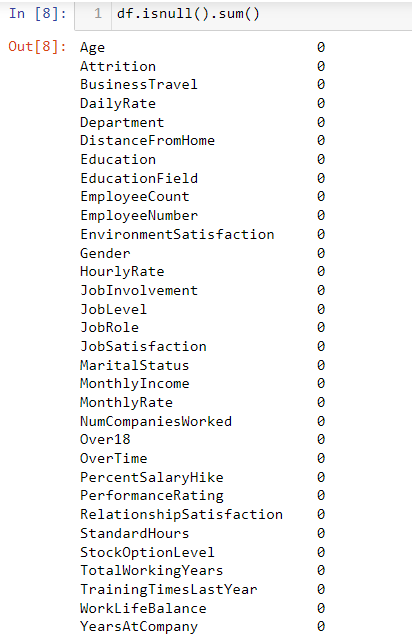 In [8]: 1 df.isnull().sum()
Out[8]: Age 0
Attrition 0
BusinessTravel 0
DailyRate 0
Department 0
DistanceFromHome 0
Education 0
EducationField 0
EmployeeCount 0
EmployeeNumber 0
EnvironmentSatisfaction 0
Gender 0
HourlyRate 0
JobInvolvement 0
JobLevel 0
JobRole 0
JobSatisfaction 0
MaritalStatus 0
MonthlyIncome 0
MonthlyRate 0
NumCompaniesWorked 0
Over18 0
OverTime 0
PercentSalaryHike 0
PerformanceRating 0
RelationshipSatisfaction 0
StandardHours 0
StockOptionLevel 0
TotalWorkingYears 0
TrainingTimesLastYear 0
WorkLifeBalance 0
YearsAtCompany 0